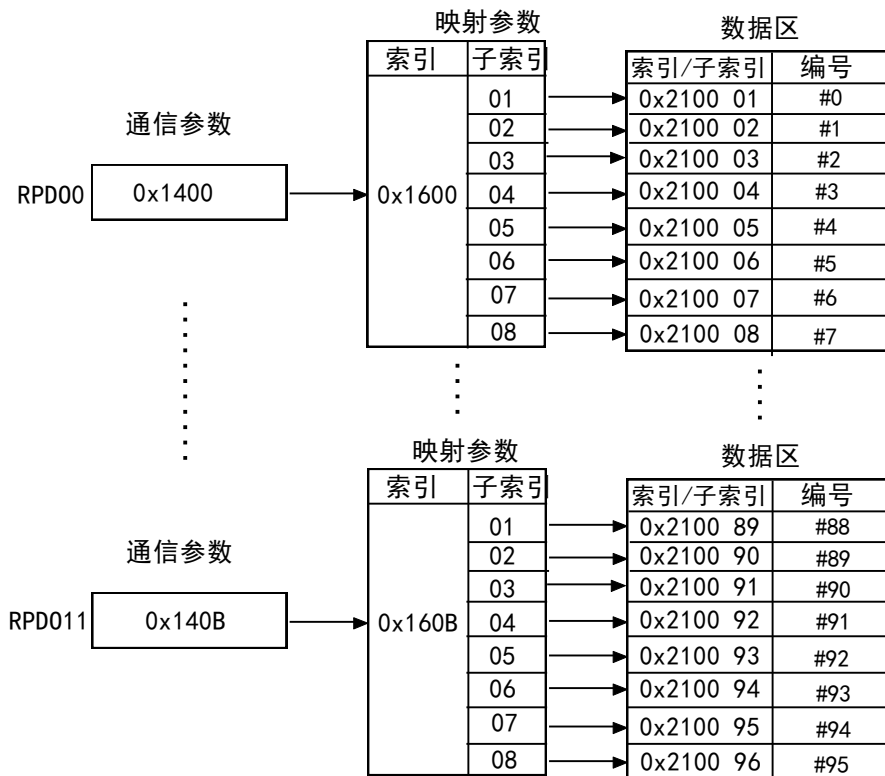 映射参数
数据区
索引 子索引
索引/子索引 编号
01 0x2100 01 #0
02 0x2100 02 #1
通信参数
03 0x2100 03 #2
RPDO0 0x1400 0x1600 04 0x2100 04 #3
05 0x2100 05 #4
06 0x2100 06 #5
07 0x2100 07 #6
08 0x2100 08 #7
映射参数
数据区
索引 子索引
索引/子索引 编号
01 0x2100 89 #88
02 0x2100 90 #89
通信参数
03 0x2100 91 #90
RPDO11 0x140B 0x160B 04 0x2100 92 #91
05 0x2100 93 #92
06 0x2100 94 #93
07 0x2100 95 #94
08 0x2100 96 #95